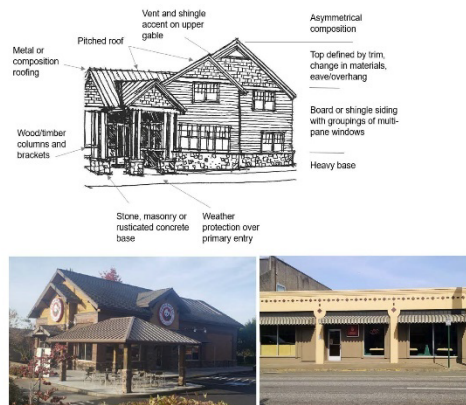 Vent and shingle
accent on upper
gable
Asymmetrical
composition
Pitched roof
Metal or
composition
roofing
Top defined by trim,
change in materials,
eave/overhang
Board or shingle siding
with groupings of multi-
pane windows
Wood/timber
columns and
brackets
Heavy base
Stone, masonry or
rusticated concrete
base
Weather
protection over
primary entry